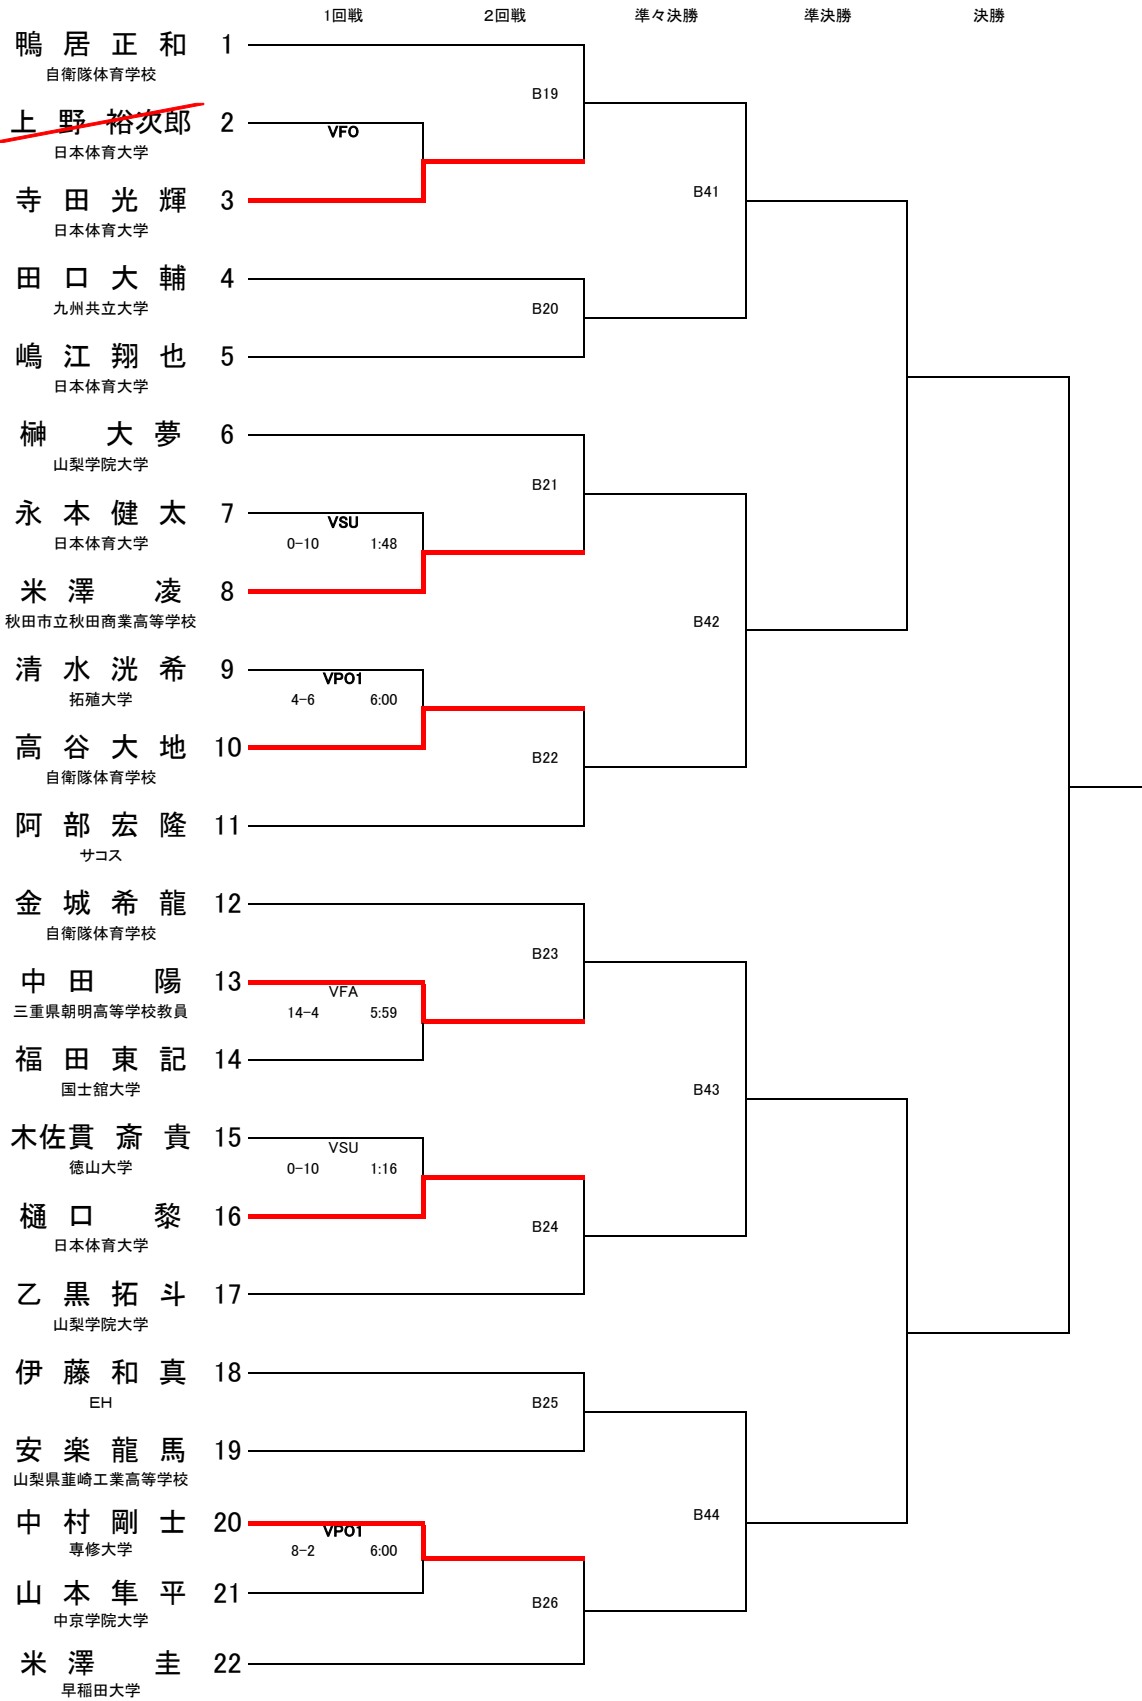 1回戦 2回戦 準々決勝 準決勝 決勝
鴨居正和 1
自衛隊体育学校
B19
上野裕次郎 2
VFO
日本体育大学
B41
寺田光輝 3
日本体育大学
田口大輔 4
九州共立大学
B20
嶋江翔也 5
日本体育大学
榊大夢 6
山梨学院大学
B21
永本健太 7
VSU
日本体育大学
0-10 1:48
米澤凌 8
秋田市立秋田商業高等学校
B42
清水洸希 9
VPO1
拓殖大学
4-6 6:00
高谷大地 10
B22
自衛隊体育学校
阿部宏隆 11
サコス
金城希龍 12
自衛隊体育学校
B23
中田陽 13
VFA
三重県朝明高等学校教員
14-4 5:59
福田東記 14
国士舘大学
B43
木佐貫斎貴 15
VSU
徳山大学
0-10 1:16
樋口黎 16
B24
日本体育大学
乙黒拓斗 17
山梨学院大学
伊藤和真 18
EH
B25
安楽龍馬 19
山梨県韮崎工業高等学校
B44
中村剛士 20
VPO1
専修大学
8-2 6:00
山本隼平 21
B26
中京学院大学
米澤圭 22
早稲田大学